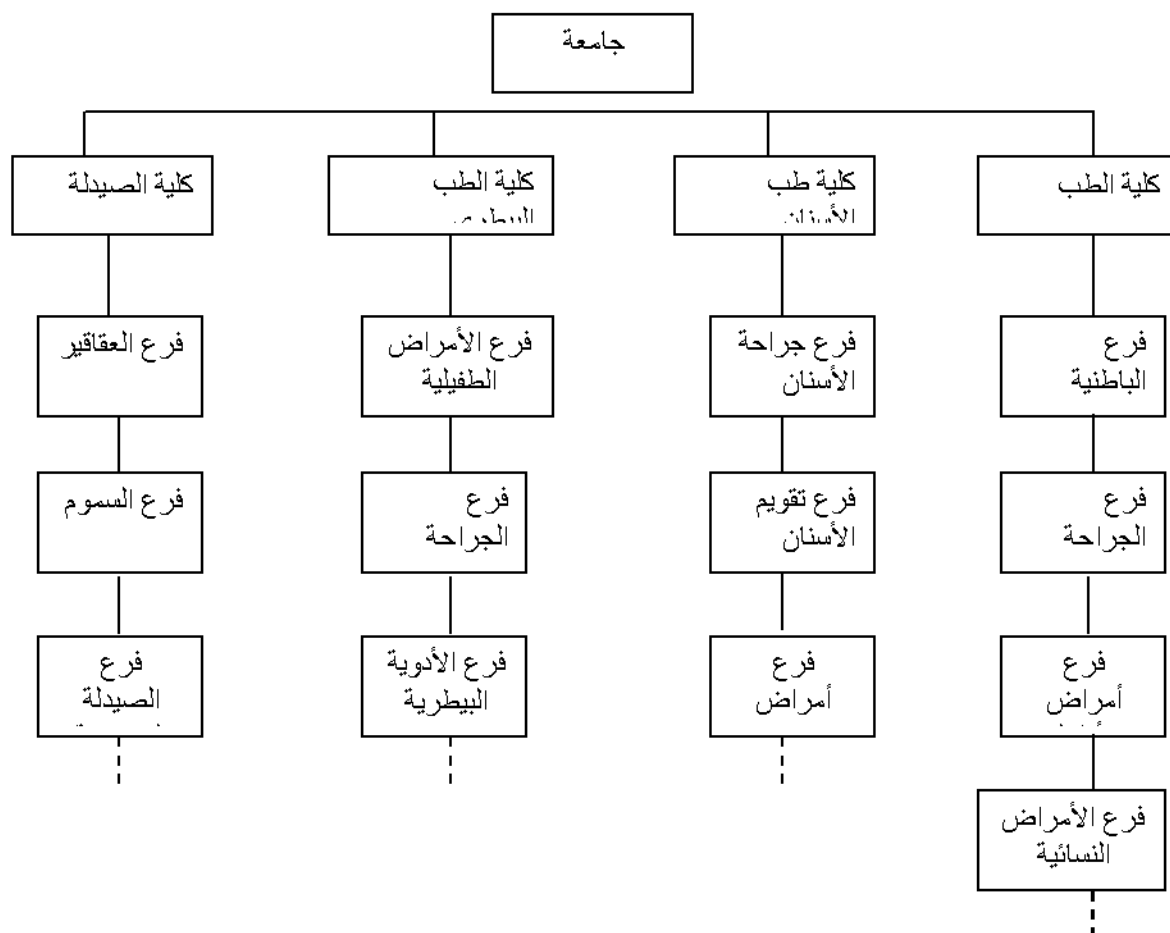 جامعة
كلية الطب
كلية طب
الأسنان
كلية الطب
كلية الصيدلة
فرع
الباطنية
فرع جراحة
الأسنان
فرع الأمراض
الطفيلية
فرع العقاقير
فرع
الجراحة
فرع تقويم
الأسنان
فرع
الجراحة
فرع السموم
فرع
أمراض
فرع
أمراض
فرع الأدوية
البيطرية
فرع
الصيدلة
فرع الأمراض
النسائية